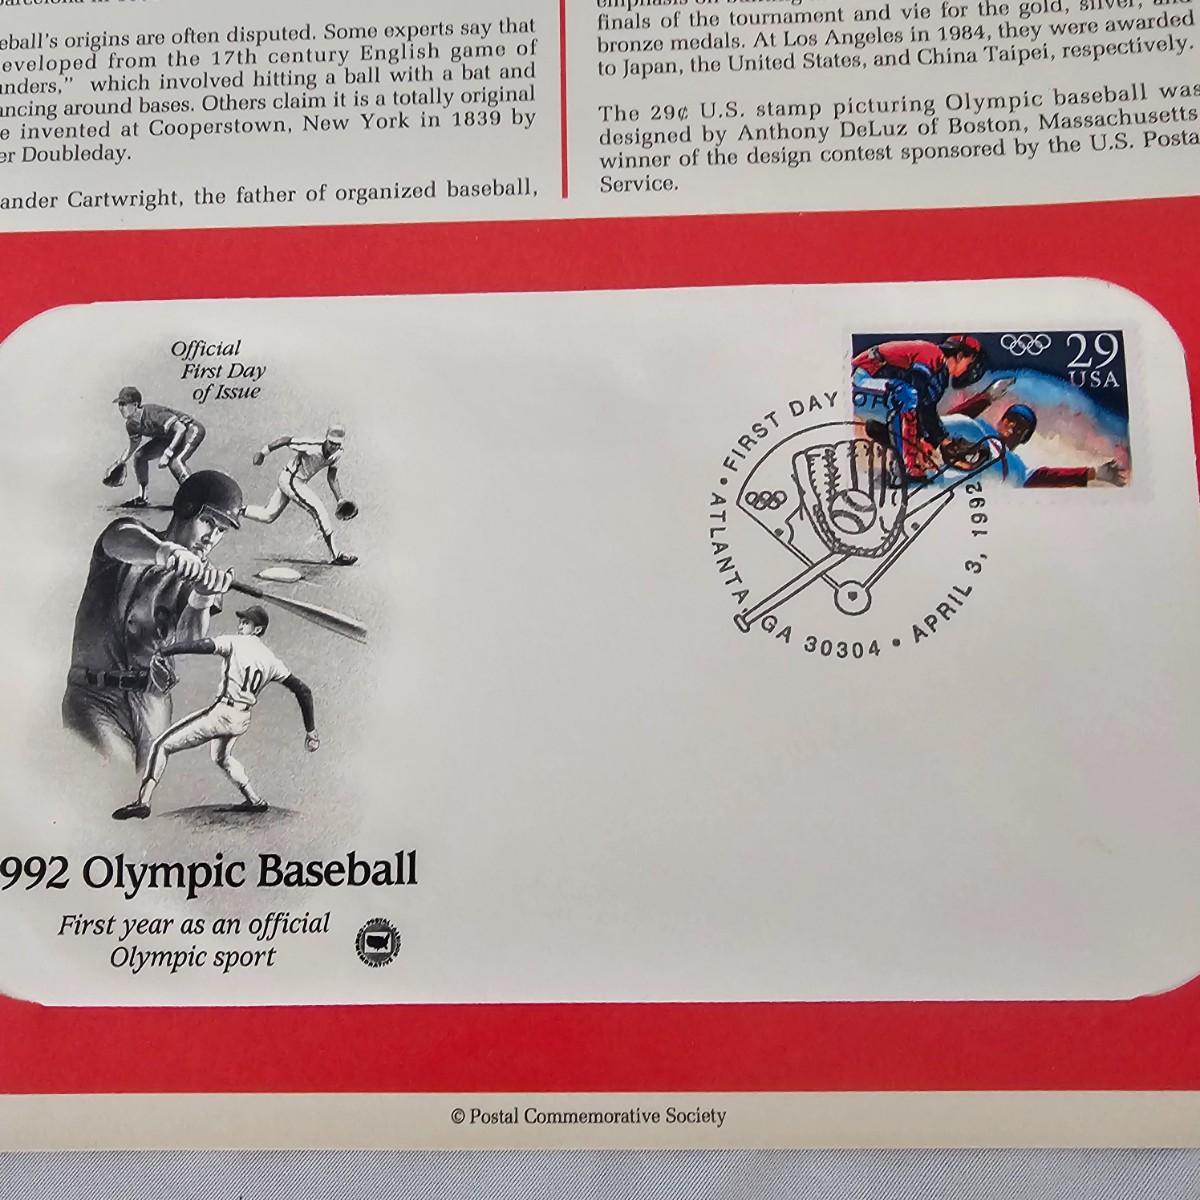 eball's origins are often disputed. Some experts say that
eveloped from the 17th century English game of
nders," which involved hitting a ball with a bat and
ancing around bases. Others claim it is a totally original
e invented at Cooperstown, New York in 1839 by
er Doubleday.
ander Cartwright, the father of organized baseball,
finals of the tournament and vie for the gold, silver, and
bronze medals. At Los Angeles in 1984, they were awarded
to Japan, the United States, and China Taipei, respectively.
The 29¢ U.S. stamp picturing Olympic baseball was
designed by Anthony DeLuz of Boston, Massachusetts
winner of the design contest sponsored by the U.S. Posta
Service.
Official
First Day
of Issue
29
USA
FIRST DAY OF
1992
ATLANTA, GA 30304 • APRIL 3,
10
992 Olympic Baseball
First year as an official
Olympic sport
© Postal Commemorative Society